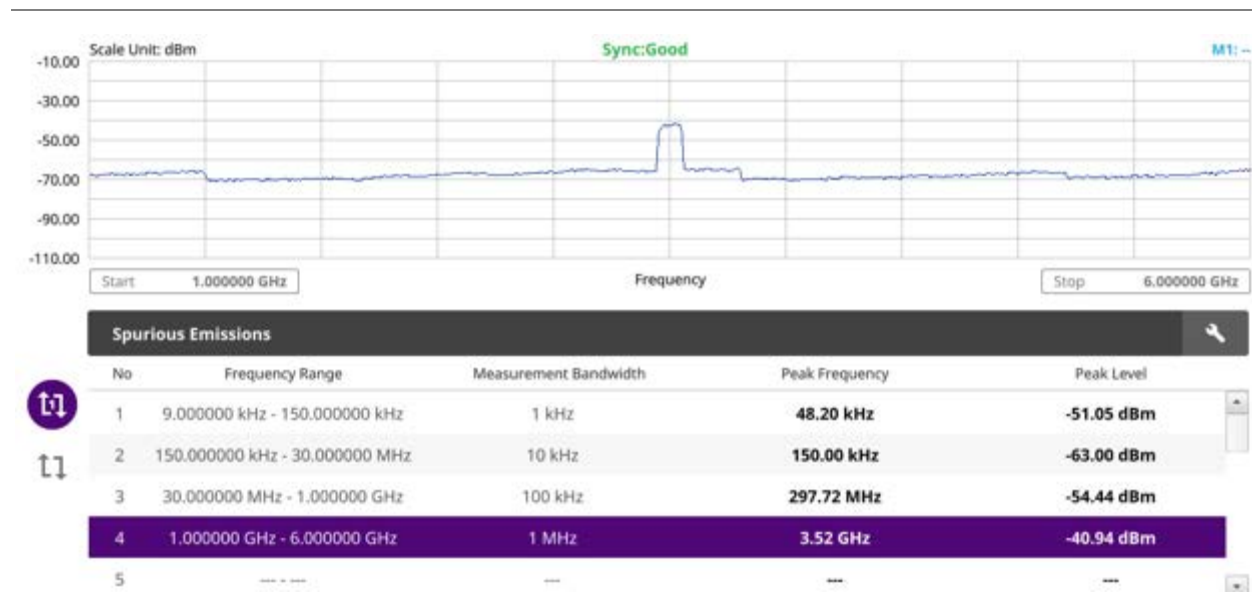 Scale Unit: dBm Sync:Good M1: --
-10.00
-30.00
-50.00
-70.00
-90.00
-110.00
Start 1.000000 GHz Frequency Stop 6.000000 GHz
Spurious Emissions
No Frequency Range Measurement Bandwidth Peak Frequency Peak Level
1 9.000000 kHz - 150.000000 kHz 1 kHz 48.20 kHz -51.05 dBm
2 150.000000 kHz - 30.000000 MHz 10 kHz 150.00 kHz -63.00 dBm
3 30.000000 MHz - 1.000000 GHz 100 kHz 297.72 MHz -54.44 dBm
4 1.000000 GHz - 6.000000 GHz 1 MHz 3.52 GHz -40.94 dBm
5 --- - --- --- --- ---